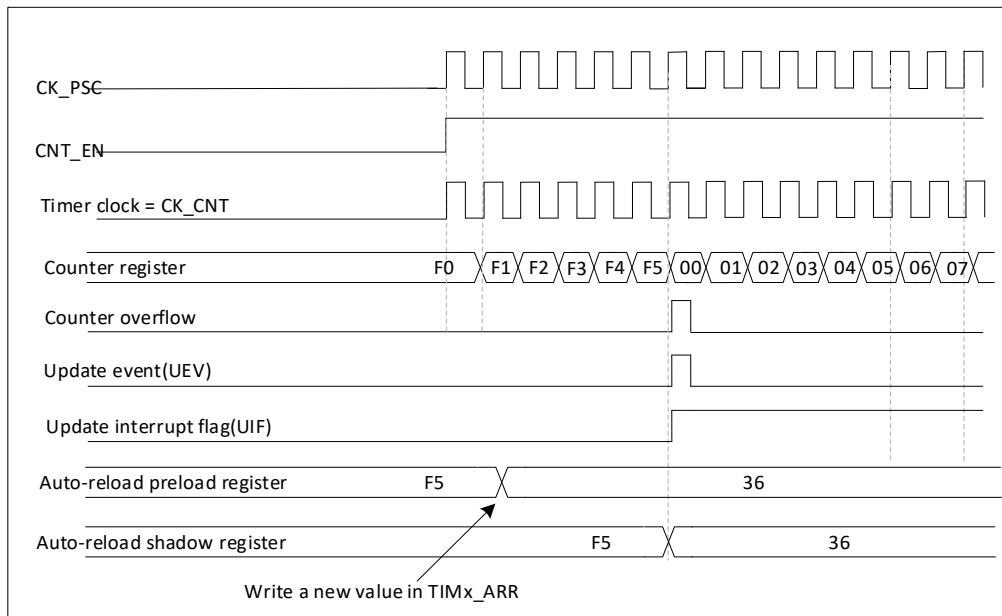 CK_PSC
CNT_EN
Timer clock = CK_CNT
Counter register F0 F1 F2 F3 F4 F5 00 01 02 03 04 05 06 07
Counter overflow
Update event(UEV)
Update interrupt flag(UIF)
Auto-reload preload register F5 36
Auto-reload shadow register F5 36
Write a new value in TIMx_ARR